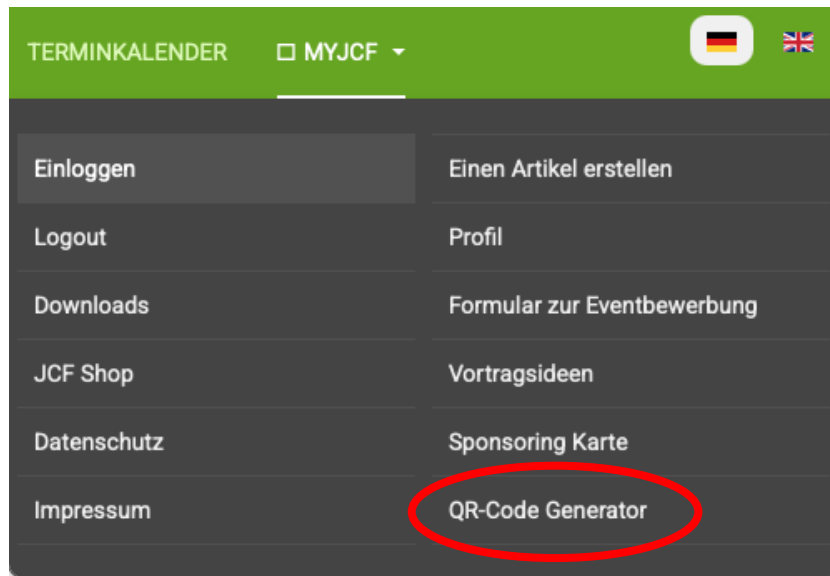 TERMINKALENDER MYJCF
Einloggen
Logout
Downloads
JCF Shop
Datenschutz
Impressum
Einen Artikel erstellen
Profil
Formular zur Eventbewerbung
Vortragsideen
Sponsoring Karte
QR-Code Generator